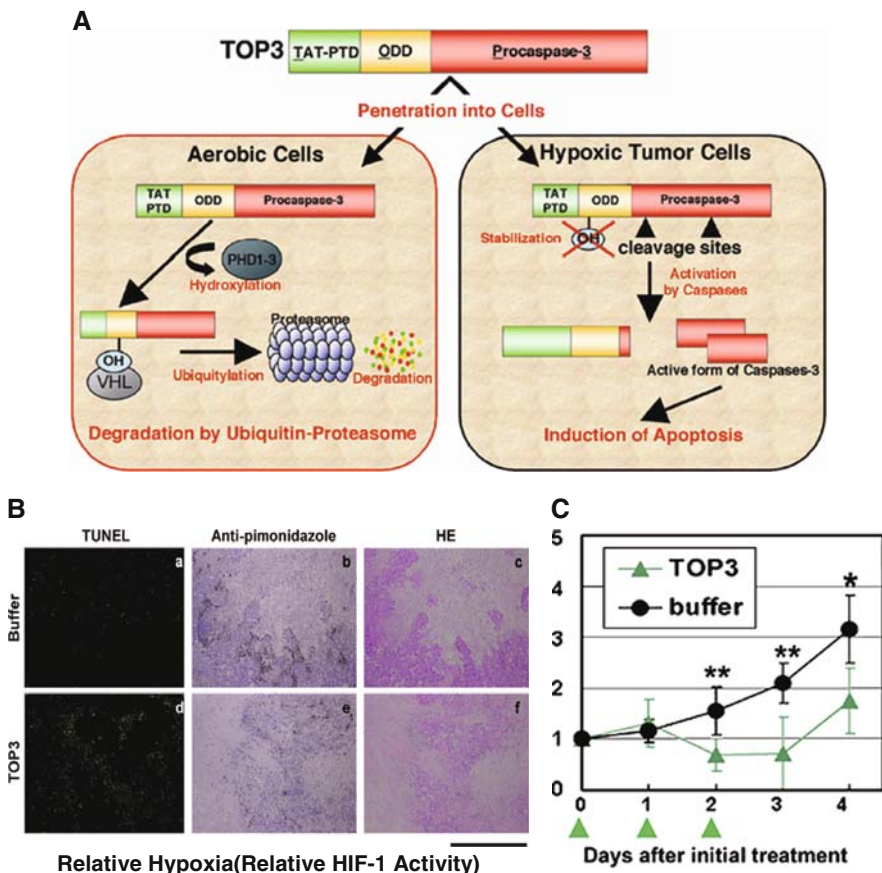 A
TOP3 TAT-PTD ODD Procaspase-3
Penetration into Cells
Aerobic Cells
TAT PTD ODD Procaspase-3
PHD1-3
Hydroxylation
OH
VHL
Ubiquitylation
Proteasome
Degradation
Degradation by Ubiquitin-Proteasome
Hypoxic Tumor Cells
TAT PTD ODD Procaspase-3
Stabilization
OH
cleavage sites
Activation
by Caspases
Active form of Caspases-3
Induction of Apoptosis
B
TUNEL Anti-pimonidazole HE
Buffer
a b c
TOP3
d e f
Relative Hypoxia(Relative HIF-1 Activity)
C
5
4
3
2
1
0
TOP3
buffer
** ** *
0 1 2 3 4
Days after initial treatment